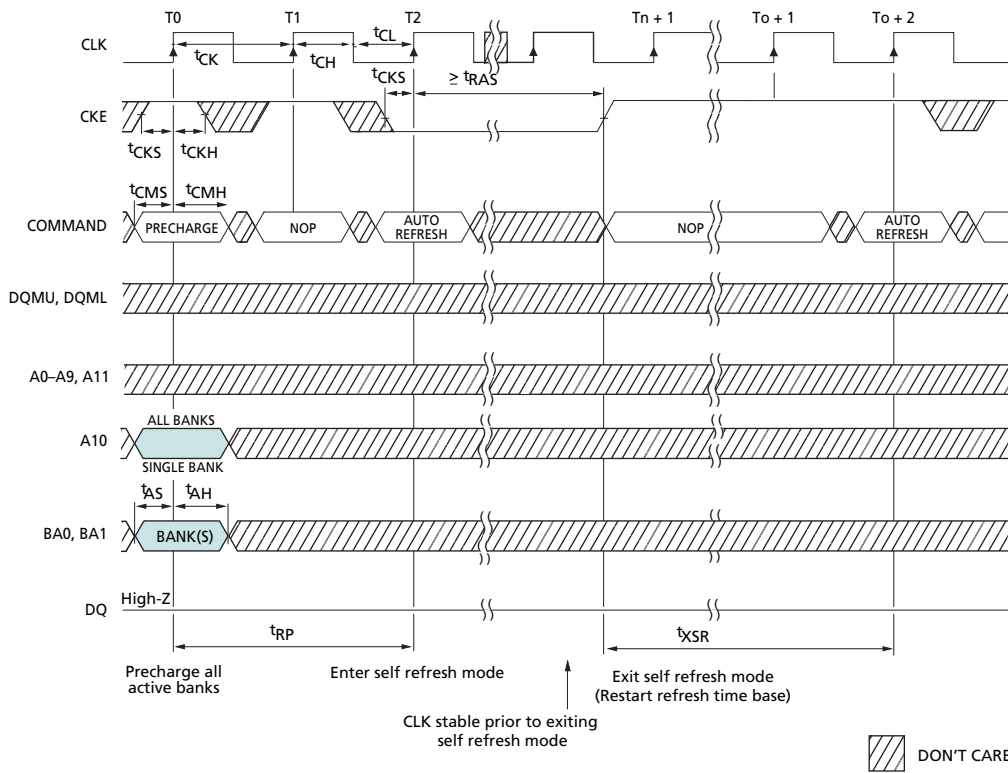 T0 T1 T2 Tn + 1 To + 1 To + 2
CLK
tCK tCH tCL
tCKS ≥ tRAS
CKE
tCKS tCKH
tCMS tCMH
COMMAND PRECHARGE NOP AUTO REFRESH NOP AUTO REFRESH
DQMU, DQML
A0–A9, A11
ALL BANKS
A10
SINGLE BANK
tAS tAH
BA0, BA1 BANK(S)
High-Z
DQ
tRP tXSR
Precharge all
active banks
Enter self refresh mode
Exit self refresh mode
(Restart refresh time base)
CLK stable prior to exiting
self refresh mode
DON'T CARE